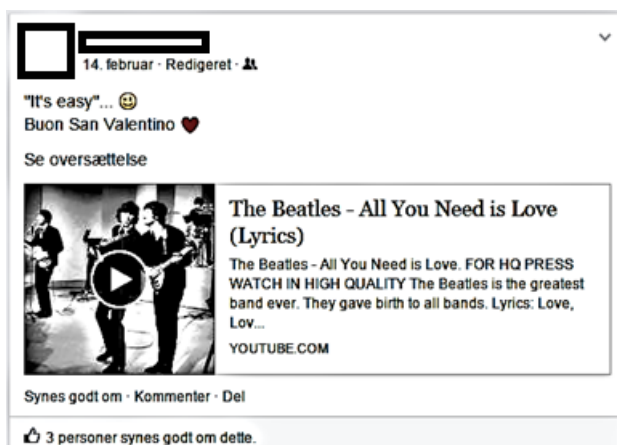 14. februar · Redigeret ·
"It's easy"... 
Buon San Valentino
Se oversættelse
The Beatles - All You Need is Love
(Lyrics)
The Beatles - All You Need is Love. FOR HQ PRESS
WATCH IN HIGH QUALITY The Beatles is the greatest
band ever. They gave birth to all bands. Lyrics: Love,
Lov...
YOUTUBE.COM
Synes godt om · Kommenter · Del
3 personer synes godt om dette.